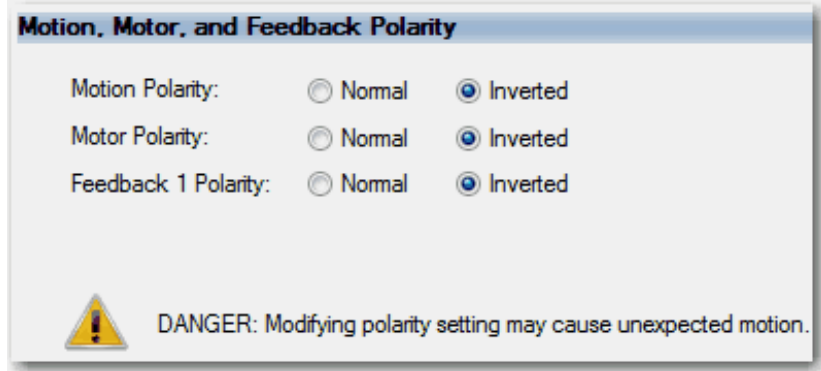 Motion, Motor, and Feedback Polarity
Motion Polarity: Normal Inverted
Motor Polarity: Normal Inverted
Feedback 1 Polarity: Normal Inverted
DANGER: Modifying polarity setting may cause unexpected motion.